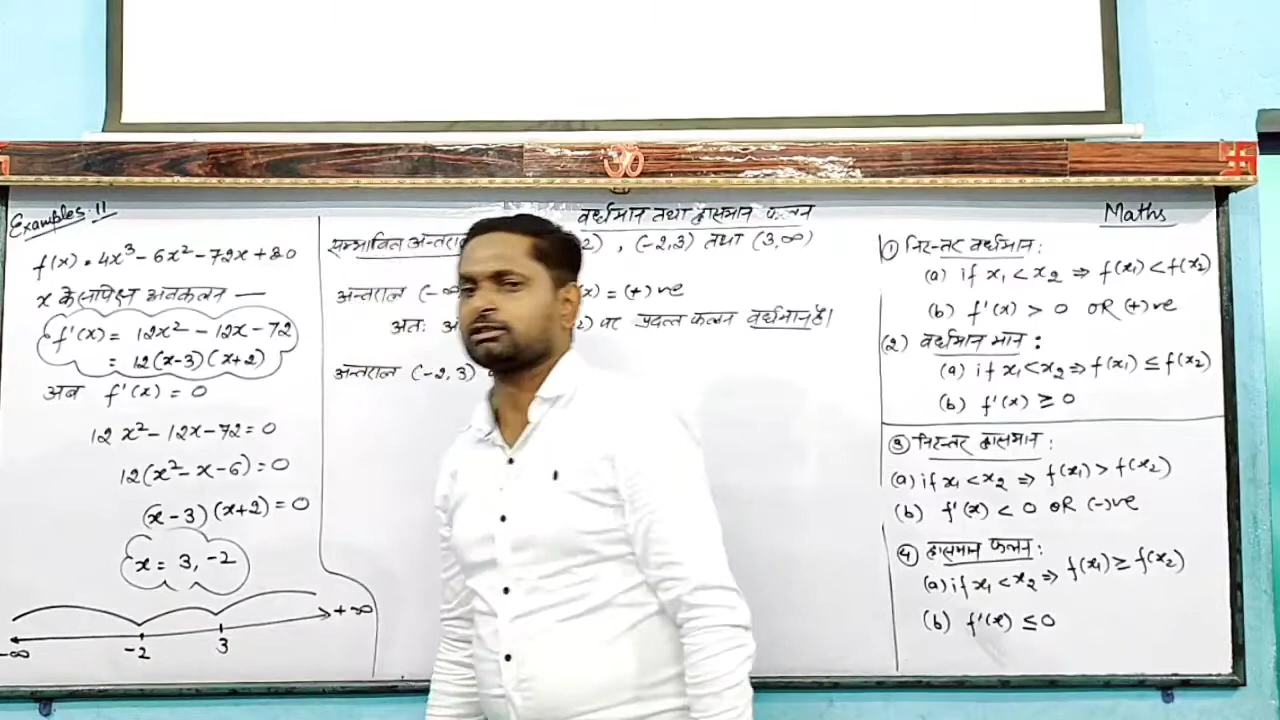 Examples: 11
f(x) = 4x³ - 6x² - 72x + 30
x के सापेक्ष अवकलन —
f'(x) = 12x² - 12x - 72
= 12(x-3)(x+2)
अब f'(x) = 0
12x² - 12x - 72 = 0
12(x² - x - 6) = 0
(x-3)(x+2) = 0
x = 3, -2
-∞ -2 3 +∞
वर्धमान तथा ह्रासमान फलन
सम्भावित अन्तराल 2), (-2,3) तथा (3,∞)
अन्तराल (-∞ x) = (+)ve
अतः 2) पर प्रदत्त फलन वर्धमान है।
अन्तराल (-2,3)
Maths
① निरन्तर वर्धमान:
(a) if x₁ < x₂ ⇒ f(x₁) < f(x₂)
(b) f'(x) > 0 OR (+)ve
(2) वर्धमान मान:
(a) if x₁ < x₂ ⇒ f(x₁) ≤ f(x₂)
(b) f'(x) ≥ 0
③ निरन्तर ह्रासमान:
(a) if x₁ < x₂ ⇒ f(x₁) > f(x₂)
(b) f'(x) < 0 OR (-)ve
④ ह्रासमान फलन:
(a) if x₁ < x₂ ⇒ f(x₁) ≥ f(x₂)
(b) f'(x) ≤ 0